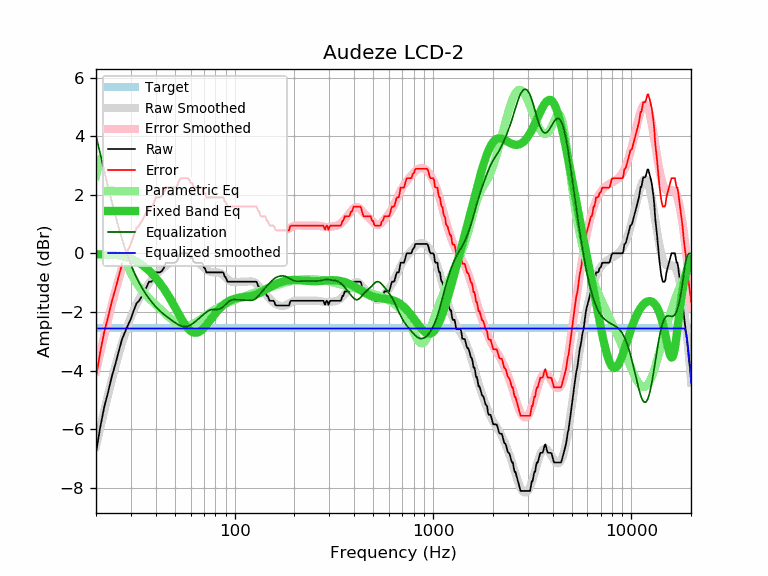 Audeze LCD-2
Amplitude (dBr)
6
4
2
0
−2
−4
−6
−8
Target
Raw Smoothed
Error Smoothed
Raw
Error
Parametric Eq
Fixed Band Eq
Equalization
Equalized smoothed
100
1000
10000
Frequency (Hz)